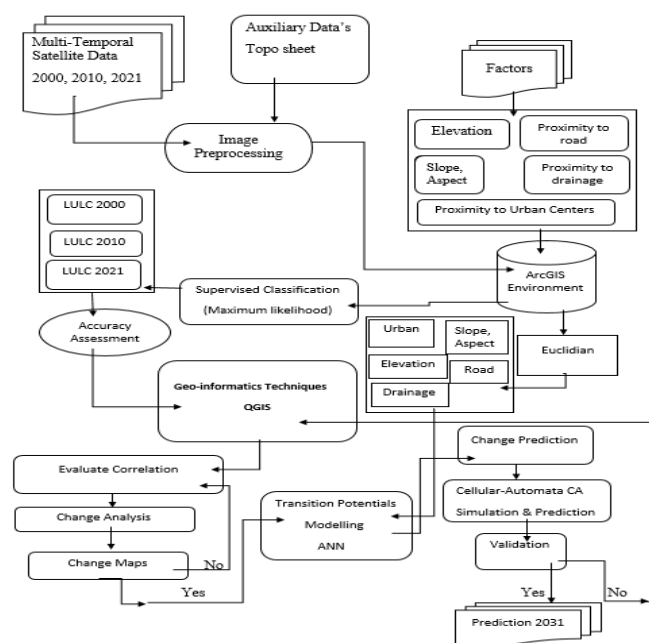 Multi-Temporal
Satellite Data
2000, 2010, 2021
Auxiliary Data's
Topo sheet
Factors
Image
Preprocessing
Elevation
Proximity to
road
Slope,
Aspect
Proximity to
drainage
Proximity to Urban Centers
LULC 2000
LULC 2010
LULC 2021
ArcGIS
Environment
Supervised Classification
(Maximum likelihood)
Accuracy
Assessment
Urban
Slope,
Aspect
Elevation
Road
Drainage
Euclidian
Geo-informatics Techniques
QGIS
Change Prediction
Evaluate Correlation
Cellular-Automata CA
Simulation & Prediction
Transition Potentials
Modelling
ANN
Change Analysis
Validation
Change Maps
No
Yes
Yes
No
Prediction 2031